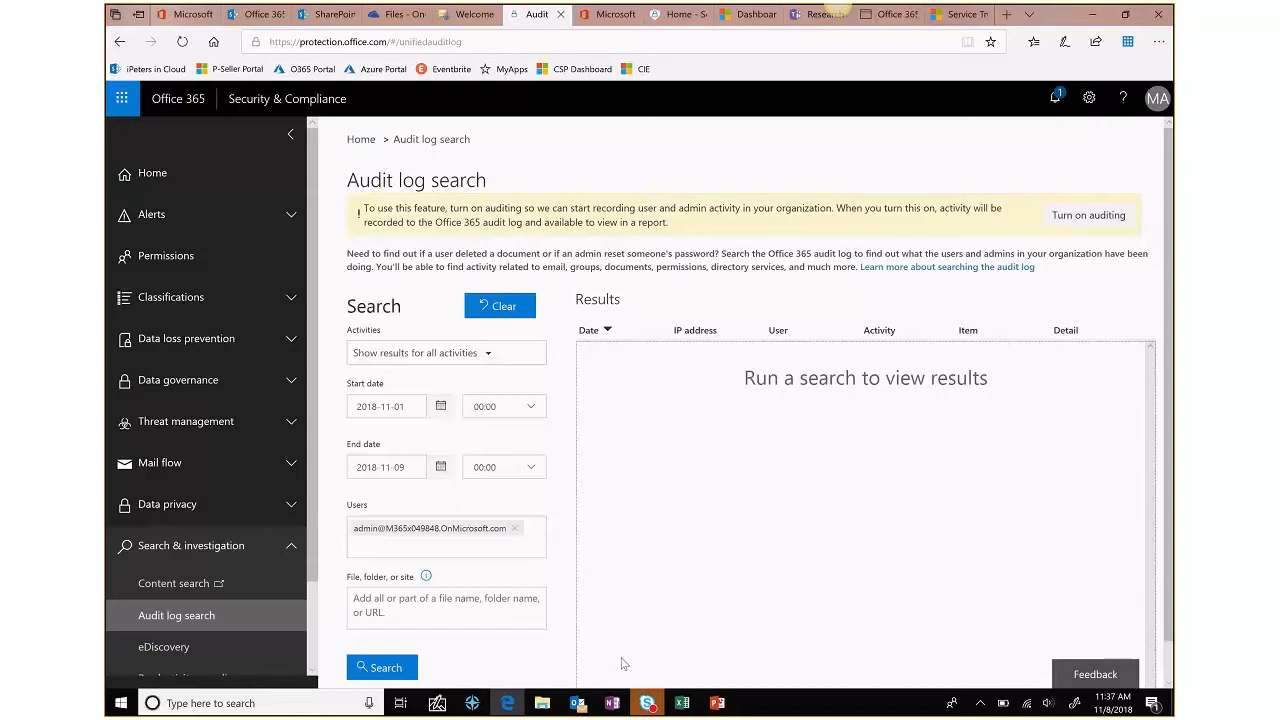 Microsoft
Office 365
SharePoin
Files - On
Welcome
Audit
Microsoft
Home - Se
Dashboar
Research
Office 365
Service Tr
https://protection.office.com/#/unifiedauditlog
iPeters in Cloud
P-Seller Portal
O365 Portal
Azure Portal
Eventbrite
MyApps
CSP Dashboard
CIE
Office 365
Security & Compliance
1
?
MA
Home
Alerts
Permissions
Classifications
Data loss prevention
Data governance
Threat management
Mail flow
Data privacy
Search & investigation
Content search
Audit log search
eDiscovery
Home > Audit log search
Audit log search
! To use this feature, turn on auditing so we can start recording user and admin activity in your organization. When you turn this on, activity will be
recorded to the Office 365 audit log and available to view in a report.
Turn on auditing
Need to find out if a user deleted a document or if an admin reset someone's password? Search the Office 365 audit log to find out what the users and admins in your organization have been
doing. You'll be able to find activity related to email, groups, documents, permissions, directory services, and much more. Learn more about searching the audit log
Search
Clear
Activities
Show results for all activities
Start date
2018-11-01
00:00
End date
2018-11-09
00:00
Users
admin@M365x049848.OnMicrosoft.com
File, folder, or site
Add all or part of a file name, folder name,
or URL.
Search
Results
Date
IP address
User
Activity
Item
Detail
Run a search to view results
Feedback
Type here to search
11:37 AM
11/8/2018
1